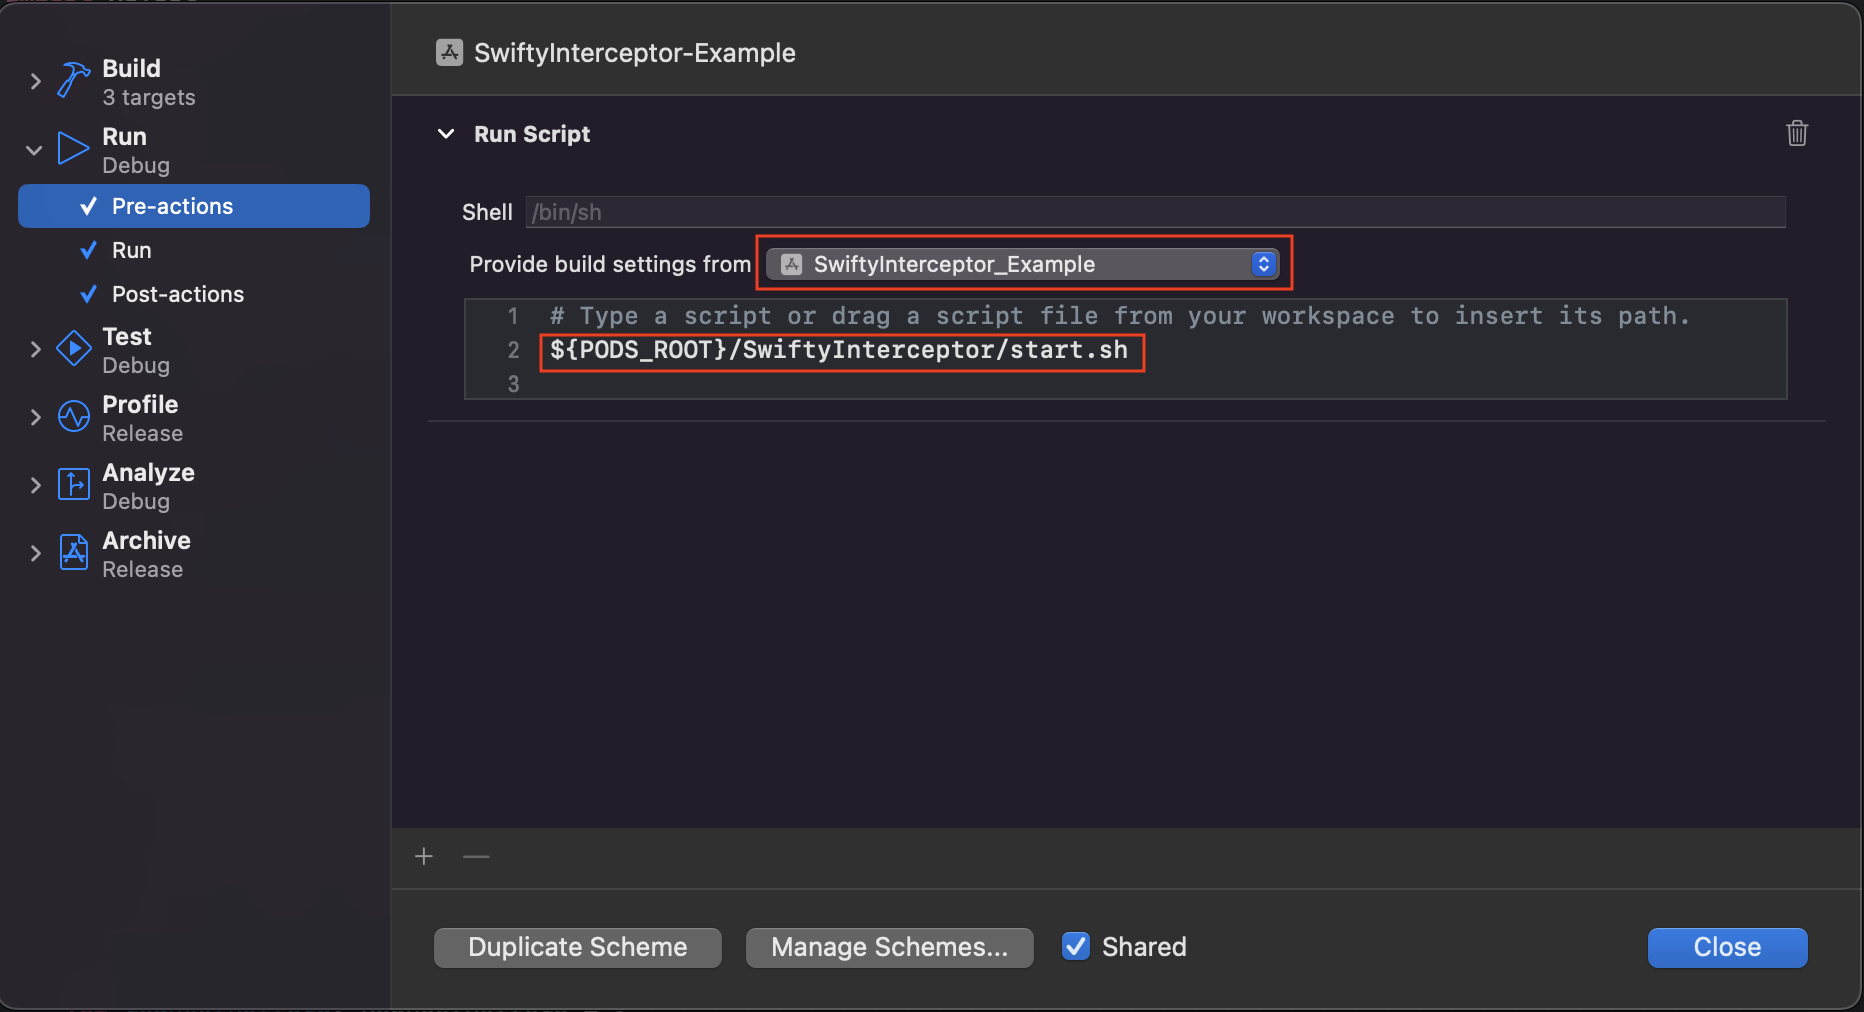 Build
3 targets
Run
Debug
Pre-actions
Run
Post-actions
Test
Debug
Profile
Release
Analyze
Debug
Archive
Release
SwiftyInterceptor-Example
Run Script
Shell /bin/sh
Provide build settings from SwiftyInterceptor_Example
1 # Type a script or drag a script file from your workspace to insert its path.
2 ${PODS_ROOT}/SwiftyInterceptor/start.sh
3
Duplicate Scheme Manage Schemes... Shared Close